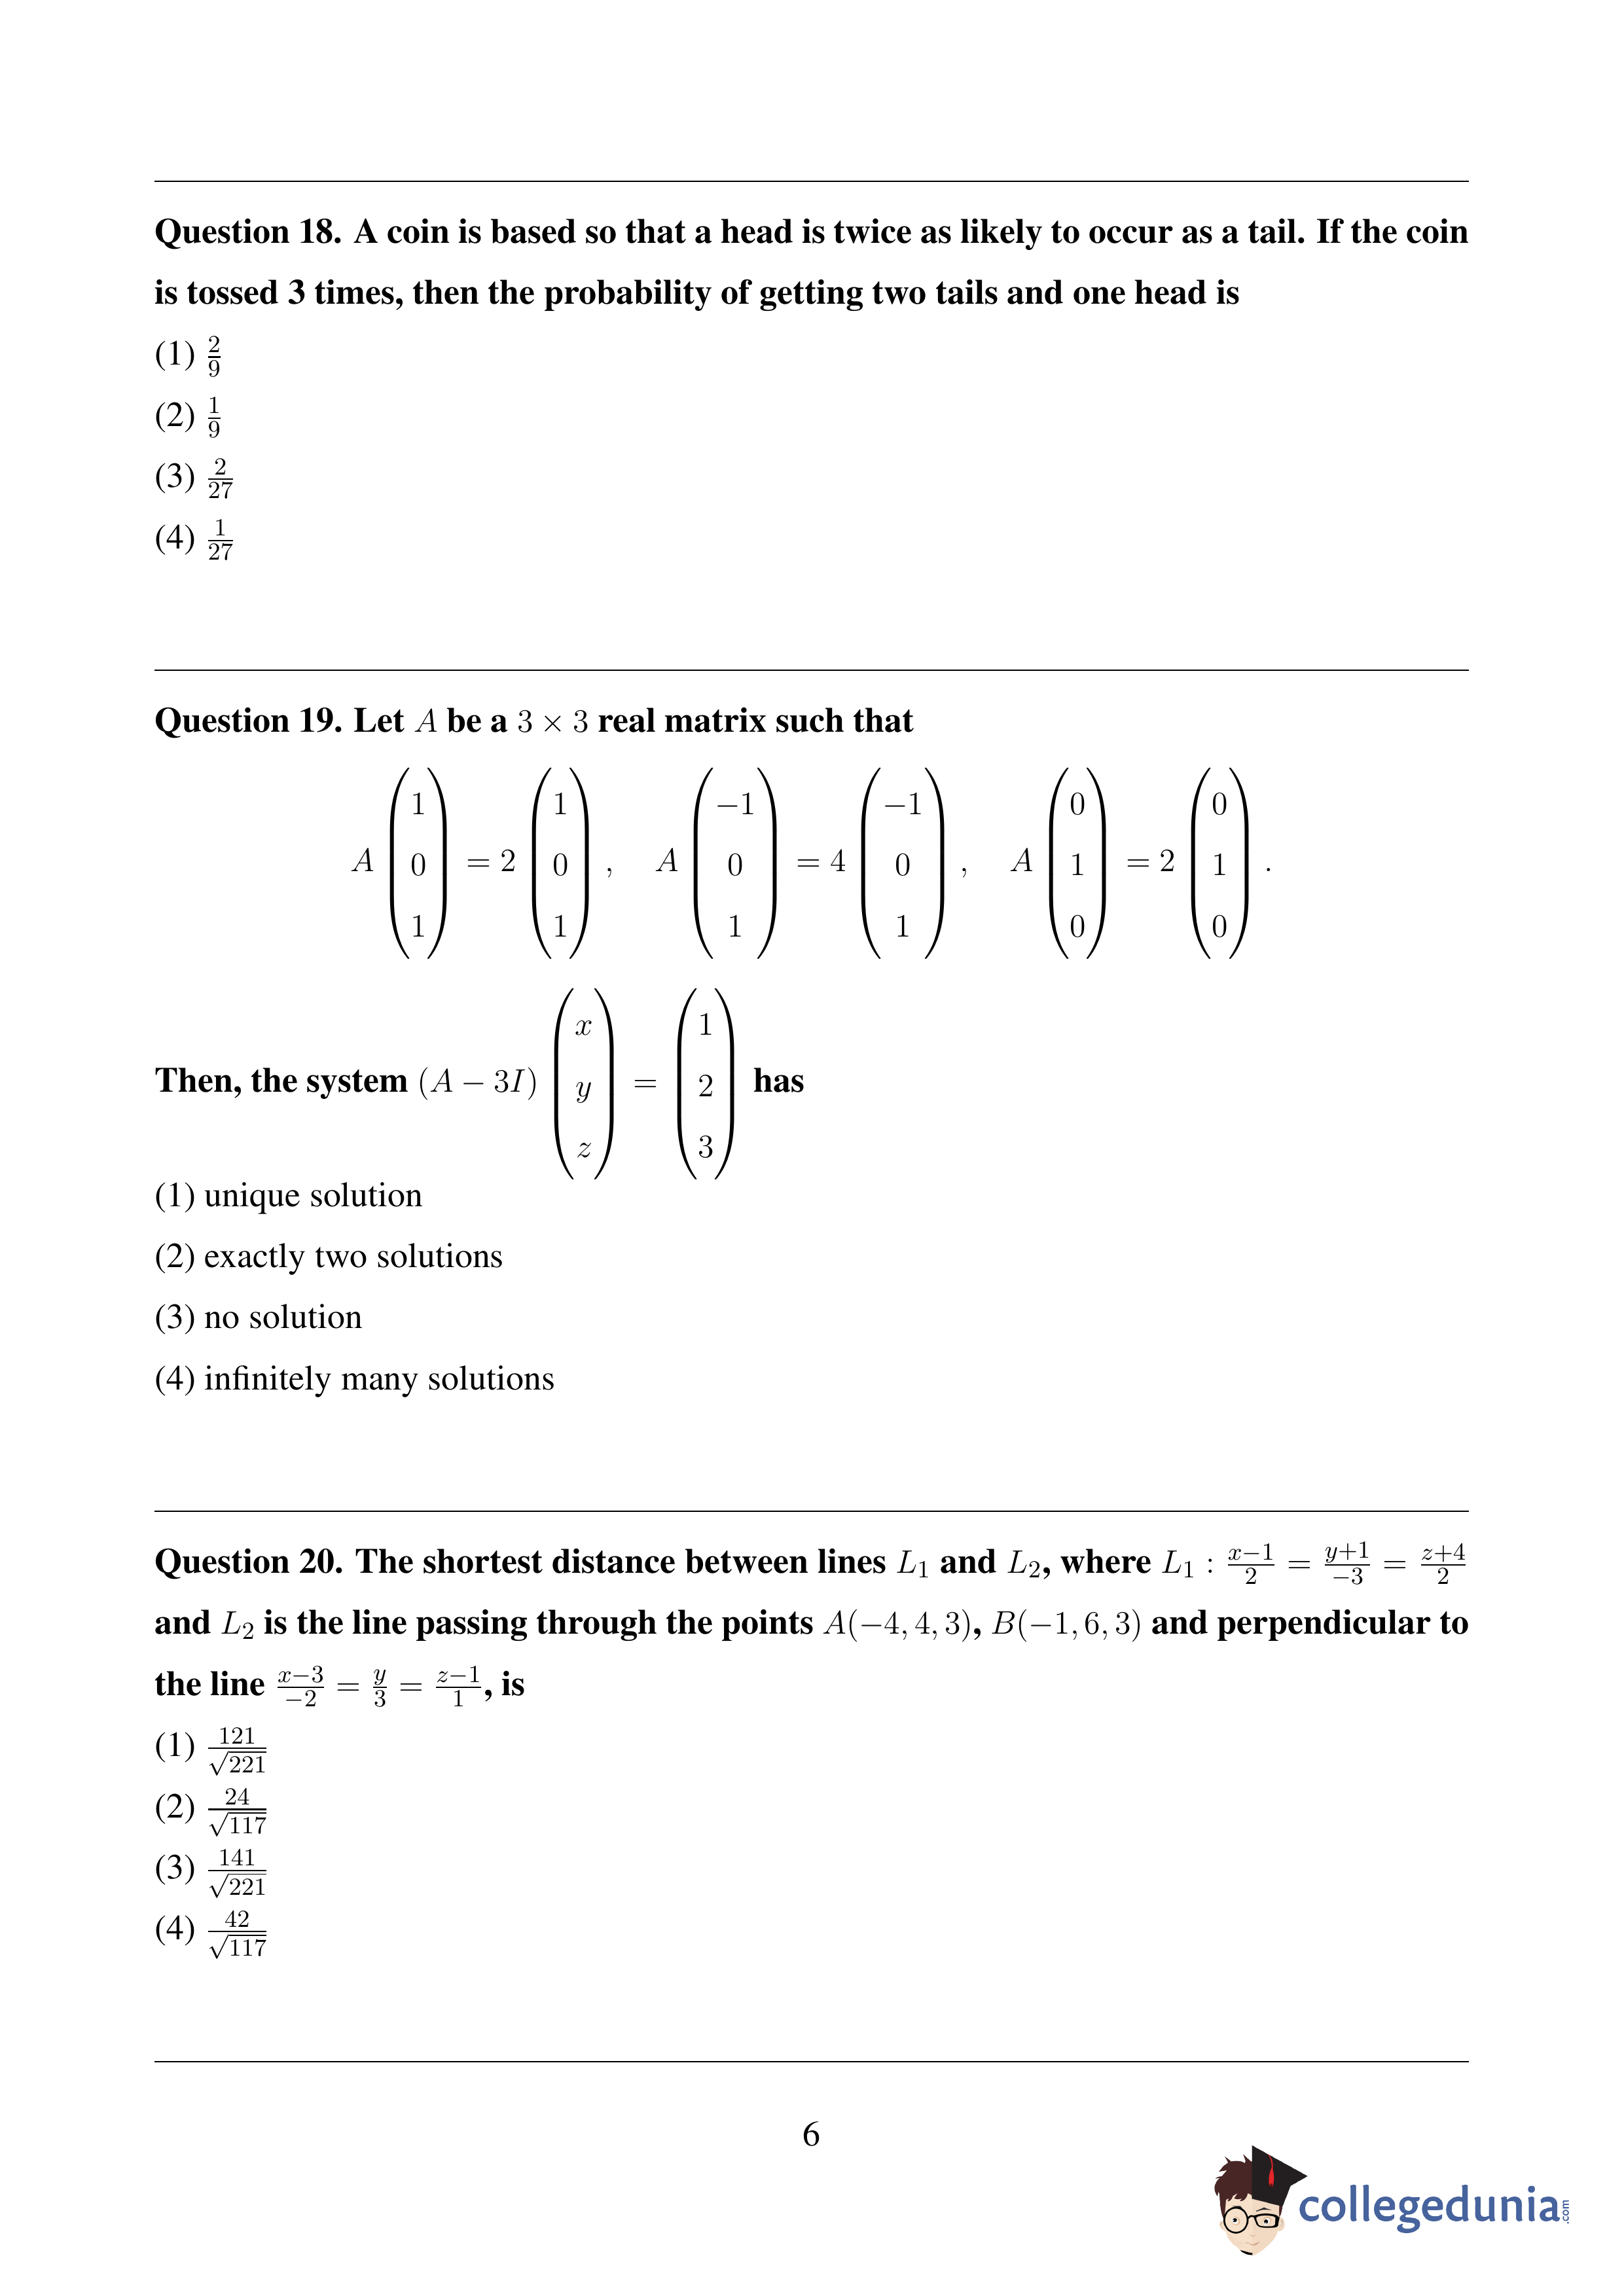 Question 18. A coin is based so that a head is twice as likely to occur as a tail. If the coin
is tossed 3 times, then the probability of getting two tails and one head is
(1) \frac{2}{9}
(2) \frac{1}{9}
(3) \frac{2}{27}
(4) \frac{1}{27}
Question 19. Let A be a 3 × 3 real matrix such that
A \begin{pmatrix} 1 \\ 0 \\ 1 \end{pmatrix} = 2 \begin{pmatrix} 1 \\ 0 \\ 1 \end{pmatrix}, A \begin{pmatrix} -1 \\ 0 \\ 1 \end{pmatrix} = 4 \begin{pmatrix} -1 \\ 0 \\ 1 \end{pmatrix}, A \begin{pmatrix} 0 \\ 1 \\ 0 \end{pmatrix} = 2 \begin{pmatrix} 0 \\ 1 \\ 0 \end{pmatrix}.
Then, the system (A − 3I) \begin{pmatrix} x \\ y \\ z \end{pmatrix} = \begin{pmatrix} 1 \\ 2 \\ 3 \end{pmatrix} has
(1) unique solution
(2) exactly two solutions
(3) no solution
(4) infinitely many solutions
Question 20. The shortest distance between lines L_1 and L_2, where L_1 : \frac{x-1}{2} = \frac{y+1}{-3} = \frac{z+4}{2}
and L_2 is the line passing through the points A(−4, 4, 3), B(−1, 6, 3) and perpendicular to
the line \frac{x-3}{-2} = \frac{y}{3} = \frac{z-1}{1}, is
(1) \frac{121}{\sqrt{221}}
(2) \frac{24}{\sqrt{117}}
(3) \frac{141}{\sqrt{221}}
(4) \frac{42}{\sqrt{117}}
6
collegedunia.com